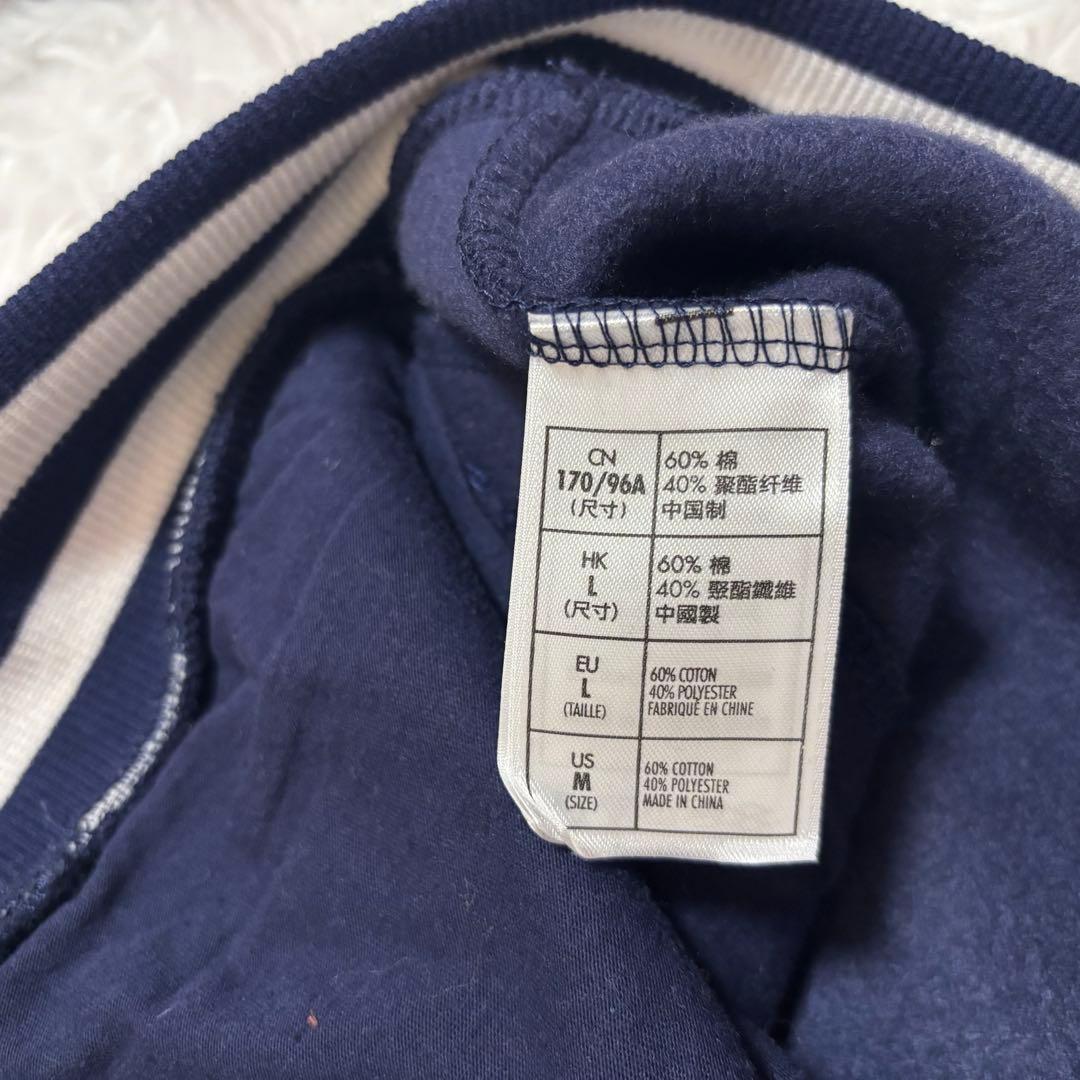 CN
170/96A
(尺寸)
60% 棉
40% 聚酯纤维
中国制
HK
L
(尺寸)
60% 棉
40% 聚酯纖維
中國製
EU
L
(TAILLE)
60% COTON
40% POLYESTER
FABRIQUÉ EN CHINE
US
M
(SIZE)
60% COTTON
40% POLYESTER
MADE IN CHINA